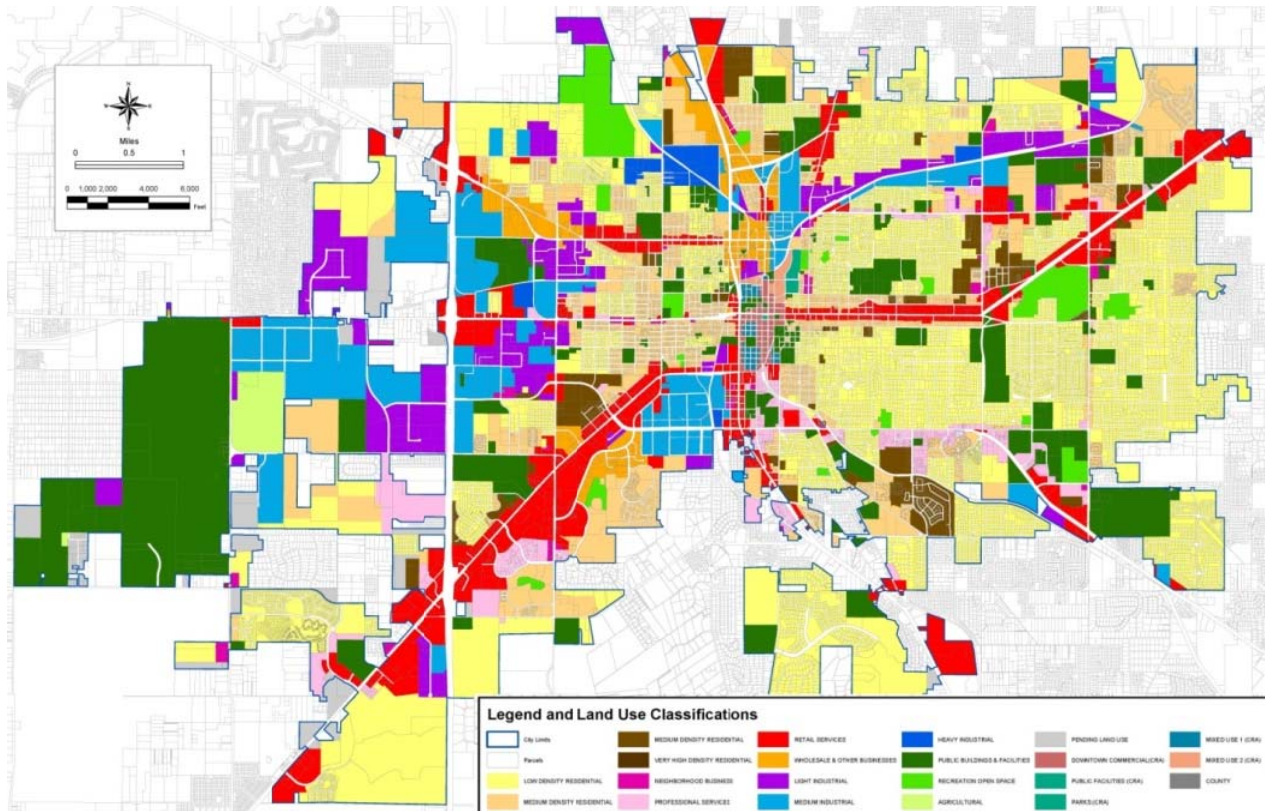 N
W E
S
Miles
0 0.5 1
0 1,000 2,000 4,000 6,000
Feet
Legend and Land Use Classifications
City Limits
Parcels
LOW DENSITY RESIDENTIAL
MEDIUM DENSITY RESIDENTIAL
MEDIUM DENSITY RESIDENTIAL
VERY HIGH DENSITY RESIDENTIAL
NEIGHBORHOOD BUSINESS
PROFESSIONAL SERVICES
RETAIL SERVICES
WHOLESALE & OTHER BUSINESSES
LIGHT INDUSTRIAL
MEDIUM INDUSTRIAL
HEAVY INDUSTRIAL
PUBLIC BUILDINGS & FACILITIES
RECREATION OPEN SPACE
AGRICULTURAL
PENDING LAND USE
DOWNTOWN COMMERCIAL(CRA)
PUBLIC FACILITIES (CRA)
PARKS (CRA)
MIXED USE 1 (CRA)
MIXED USE 2 (CRA)
COUNTY